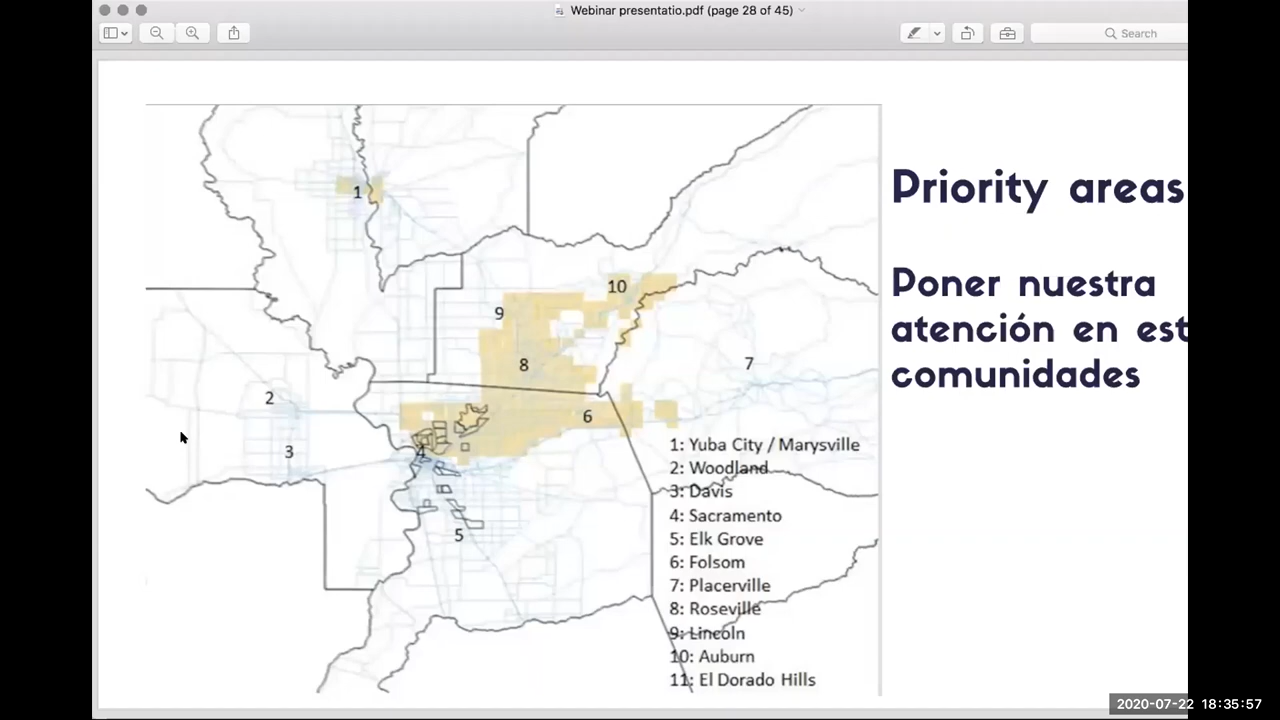 Webinar presentatio.pdf (page 28 of 45)
Search
Priority areas
Poner nuestra
atención en est
comunidades
1
10
9
8
7
2
6
3
4
5
1: Yuba City / Marysville
2: Woodland
3: Davis
4: Sacramento
5: Elk Grove
6: Folsom
7: Placerville
8: Roseville
9: Lincoln
10: Auburn
11: El Dorado Hills
2020-07-22 18:35:57